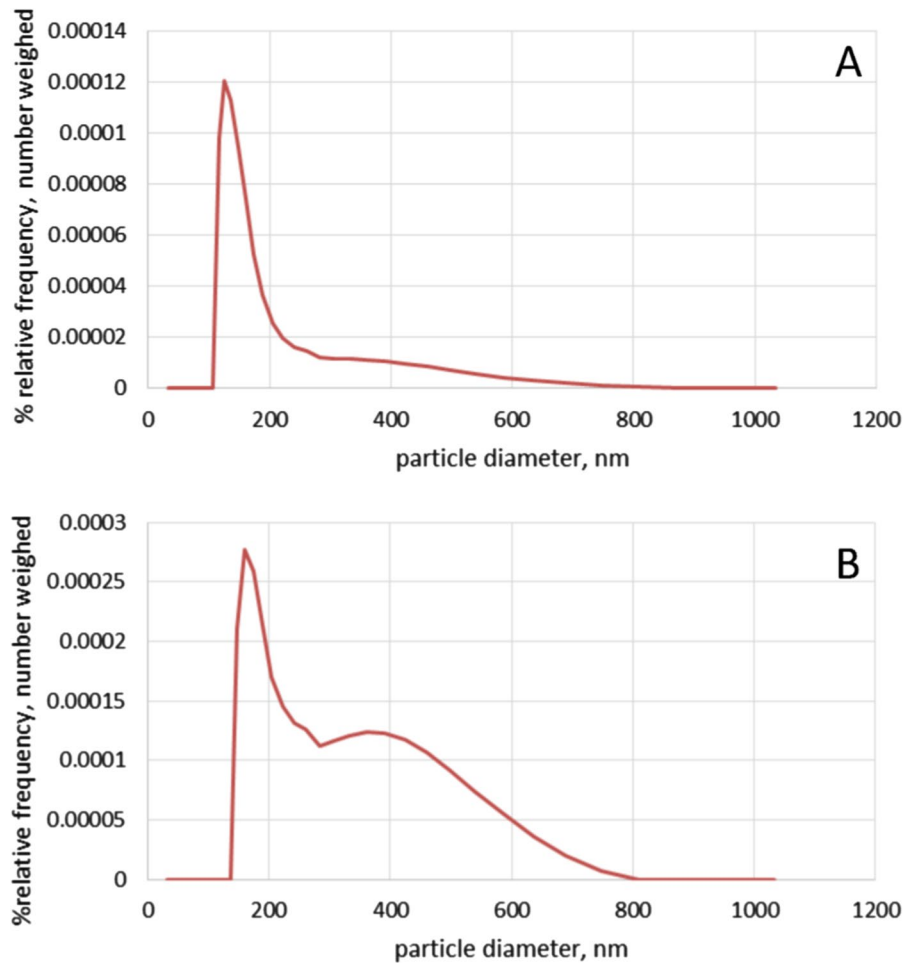 % relative frequency, number weighed
0.00014
0.00012
0.0001
0.00008
0.00006
0.00004
0.00002
0
A
0 200 400 600 800 1000 1200
particle diameter, nm
%relative frequency, number weighed
0.0003
0.00025
0.0002
0.00015
0.0001
0.00005
0
B
0 200 400 600 800 1000 1200
particle diameter, nm